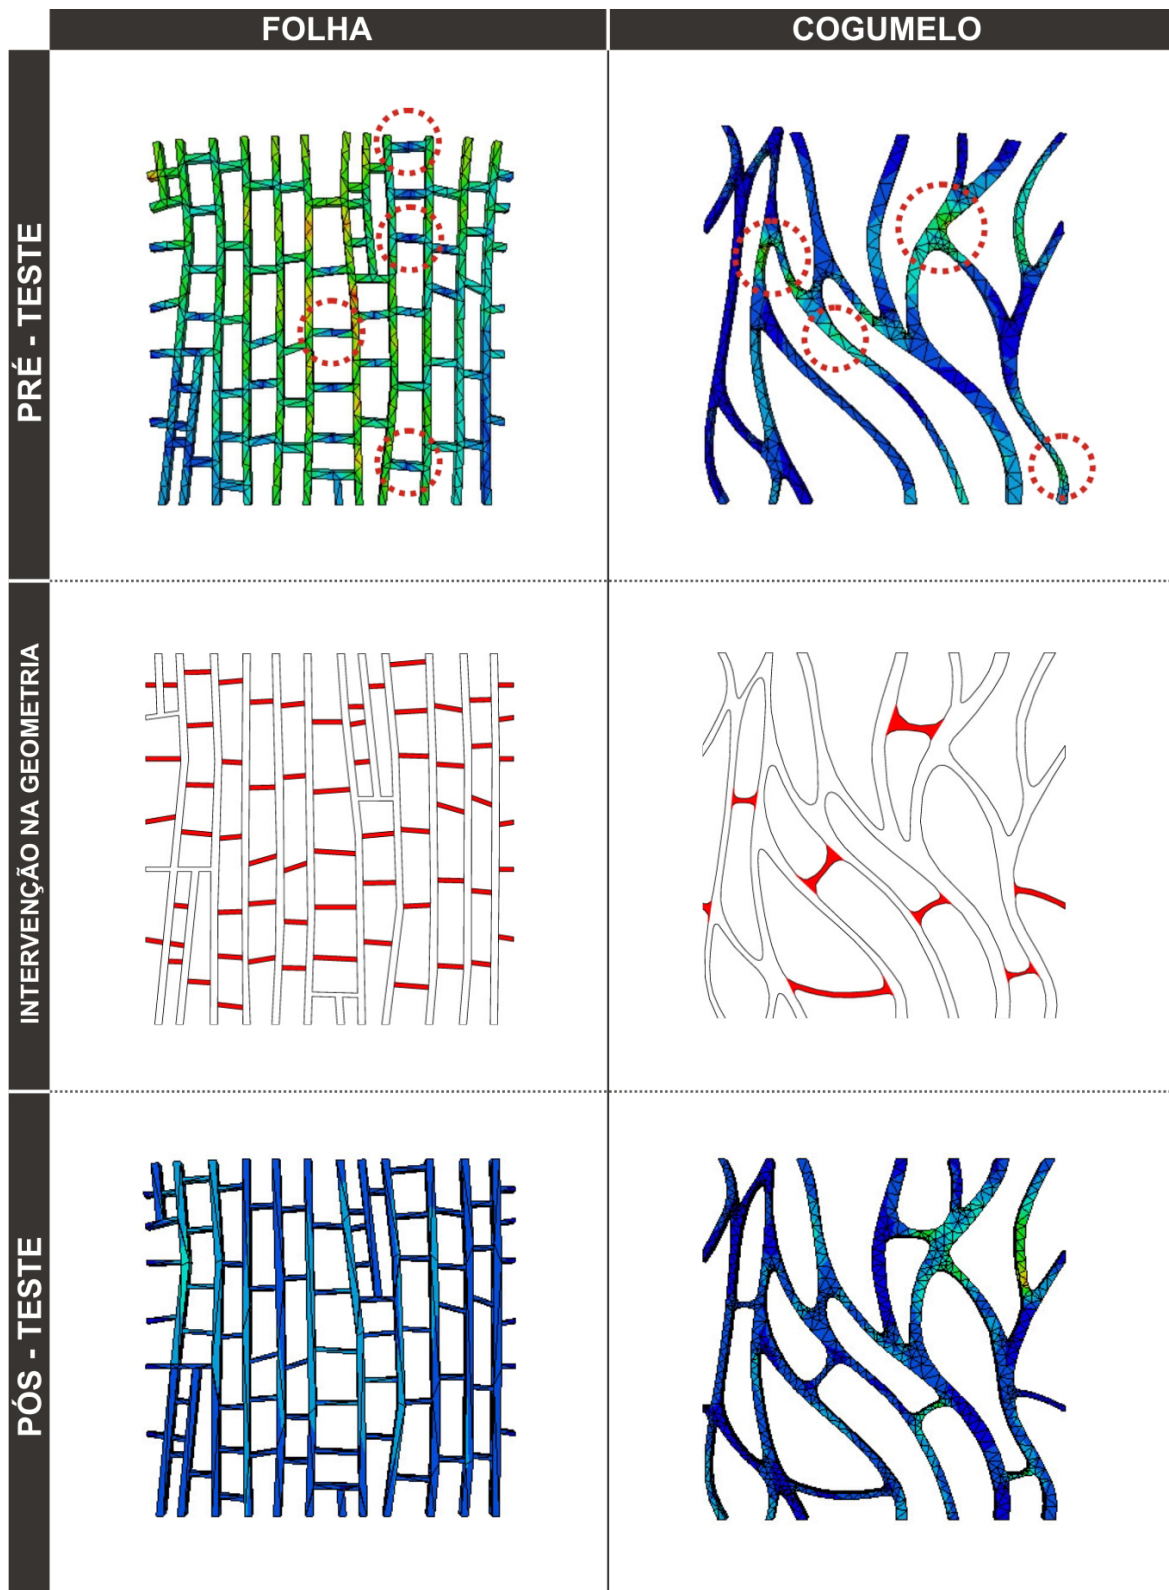 FOLHA
COGUMELO
PRÉ - TESTE
INTERVENÇÃO NA GEOMETRIA
PÓS - TESTE